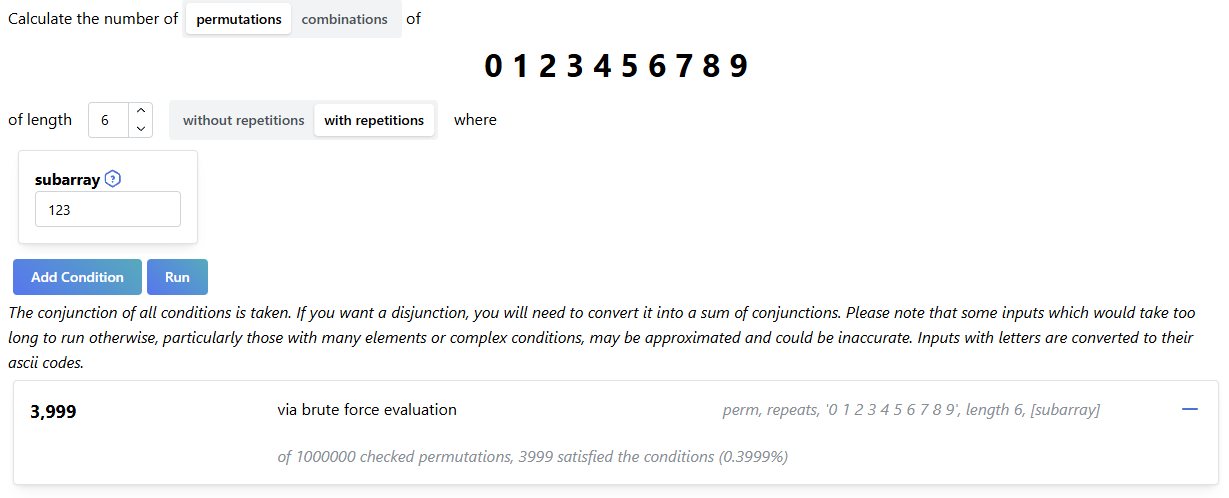 Calculate the number of permutations combinations of
0 1 2 3 4 5 6 7 8 9
of length 6 without repetitions with repetitions where
subarray ?
123
Add Condition Run
The conjunction of all conditions is taken. If you want a disjunction, you will need to convert it into a sum of conjunctions. Please note that some inputs which would take too
long to run otherwise, particularly those with many elements or complex conditions, may be approximated and could be inaccurate. Inputs with letters are converted to their
ascii codes.
3,999 via brute force evaluation perm, repeats, '0 1 2 3 4 5 6 7 8 9', length 6, [subarray]
of 1000000 checked permutations, 3999 satisfied the conditions (0.3999%)